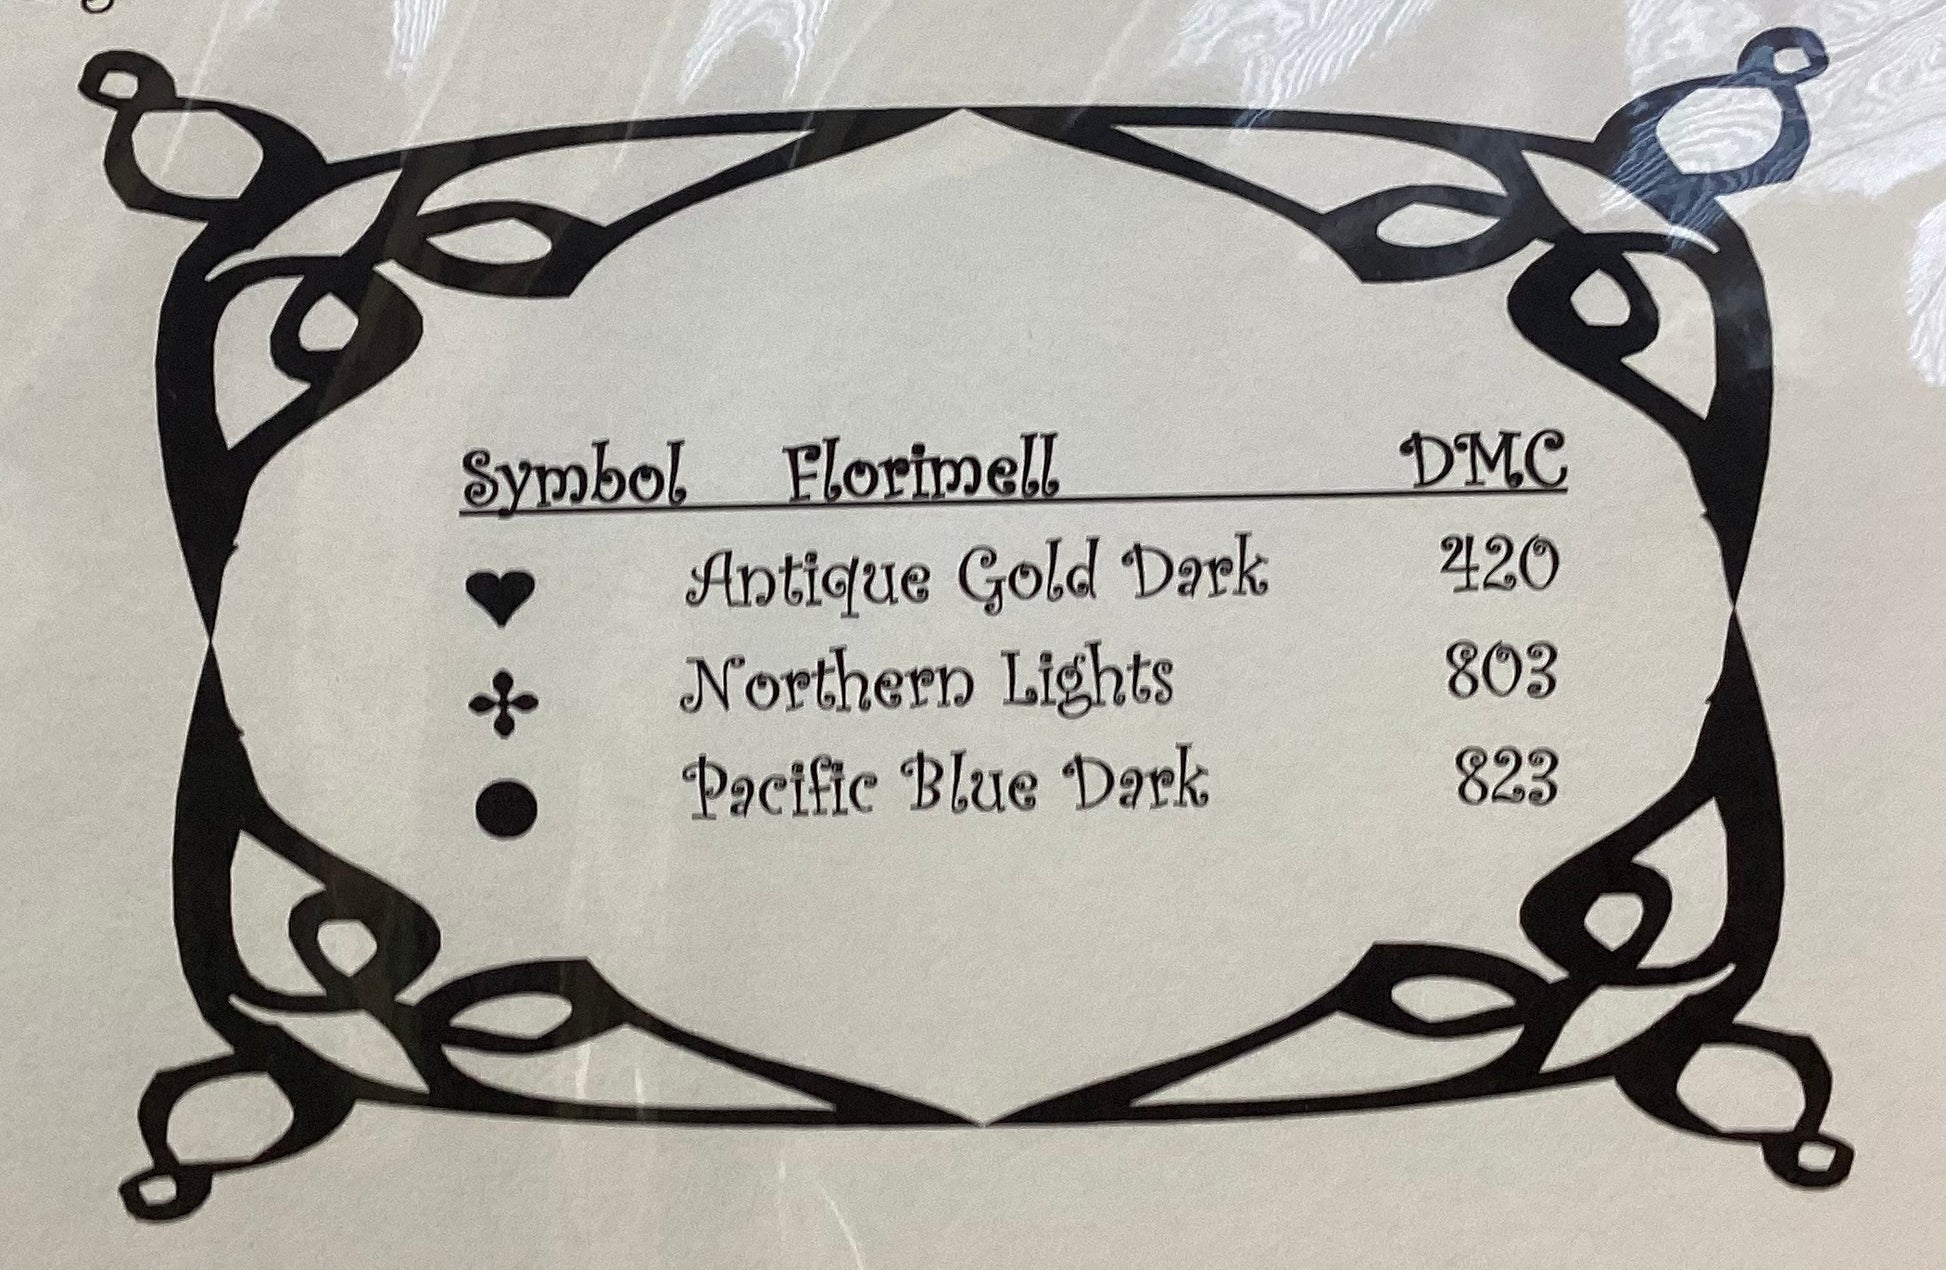 Symbol Florimell DMC
♥ Antique Gold Dark 420
✣ Northern Lights 803
● Pacific Blue Dark 823